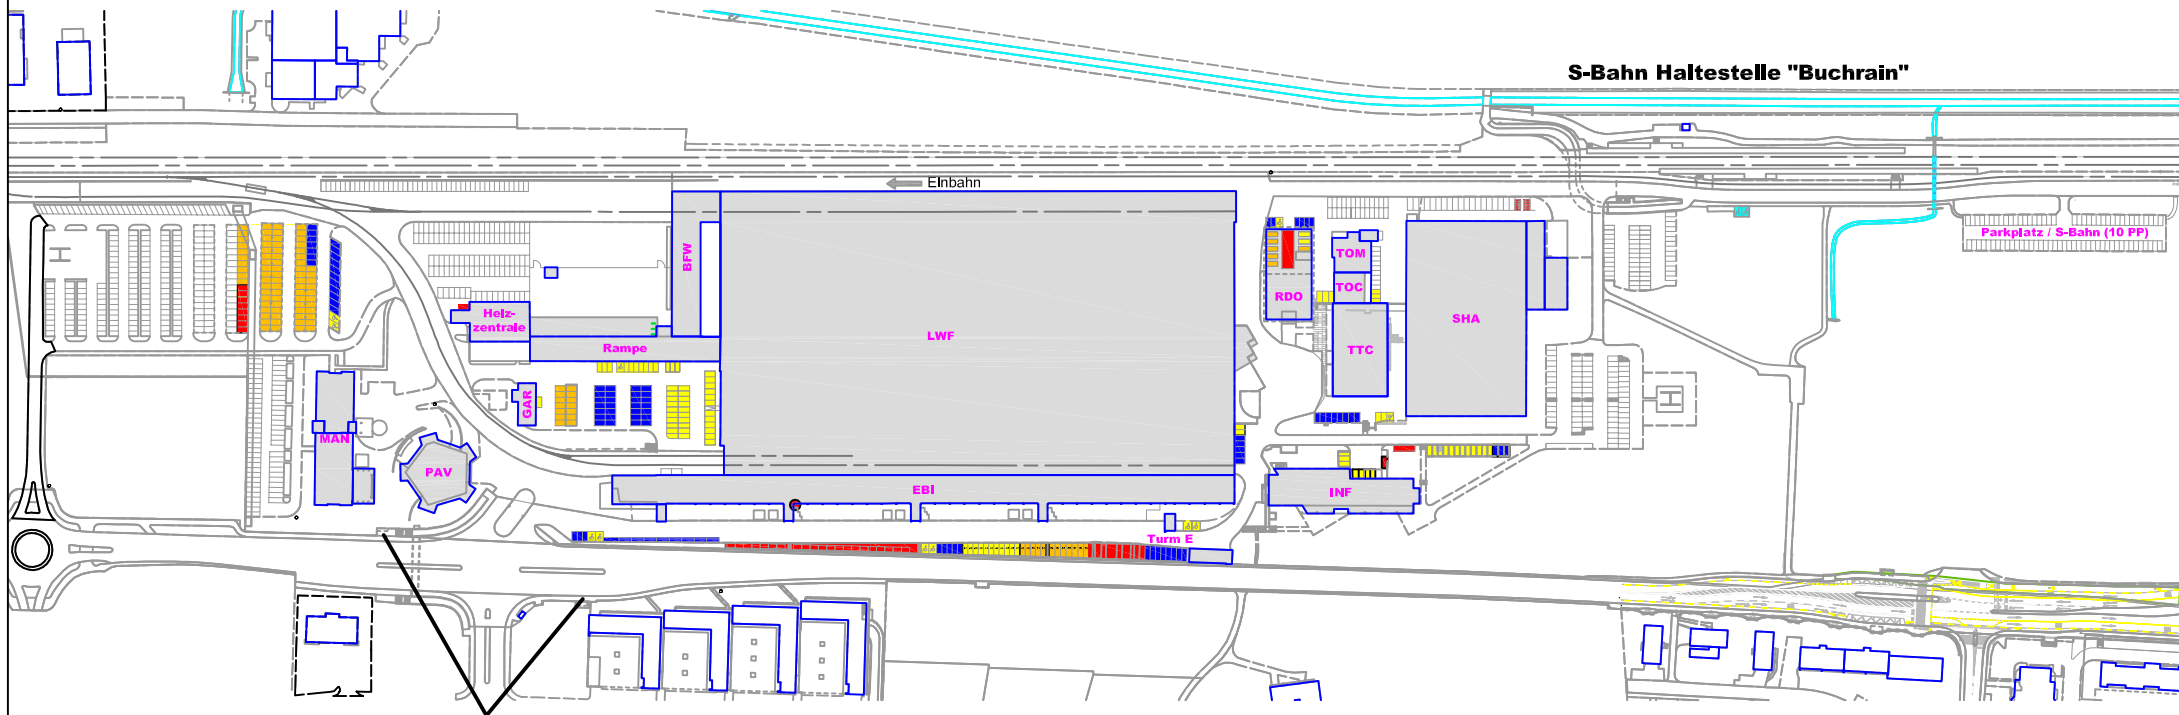 S-Bahn Haltestelle "Buchrain"
Einbahn
Parkplatz / S-Bahn (10 PP)
BFW
TOM
TOC
RDO
Heiz-
zentrale
SHA
LWF
Rampe
TTC
GAR
MAN
PAV
EBI
INF
Turm E
H
H